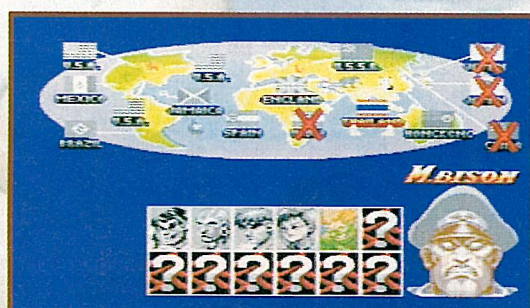 U.S.A.
U.S.A.
U.S.S.R.
MEXICO
JAMAICA
ENGLAND
U.S.A.
SPAIN
THAILAND
HONGKONG
BRAZIL
M.BISON
? 
? ? ? ? ? ?